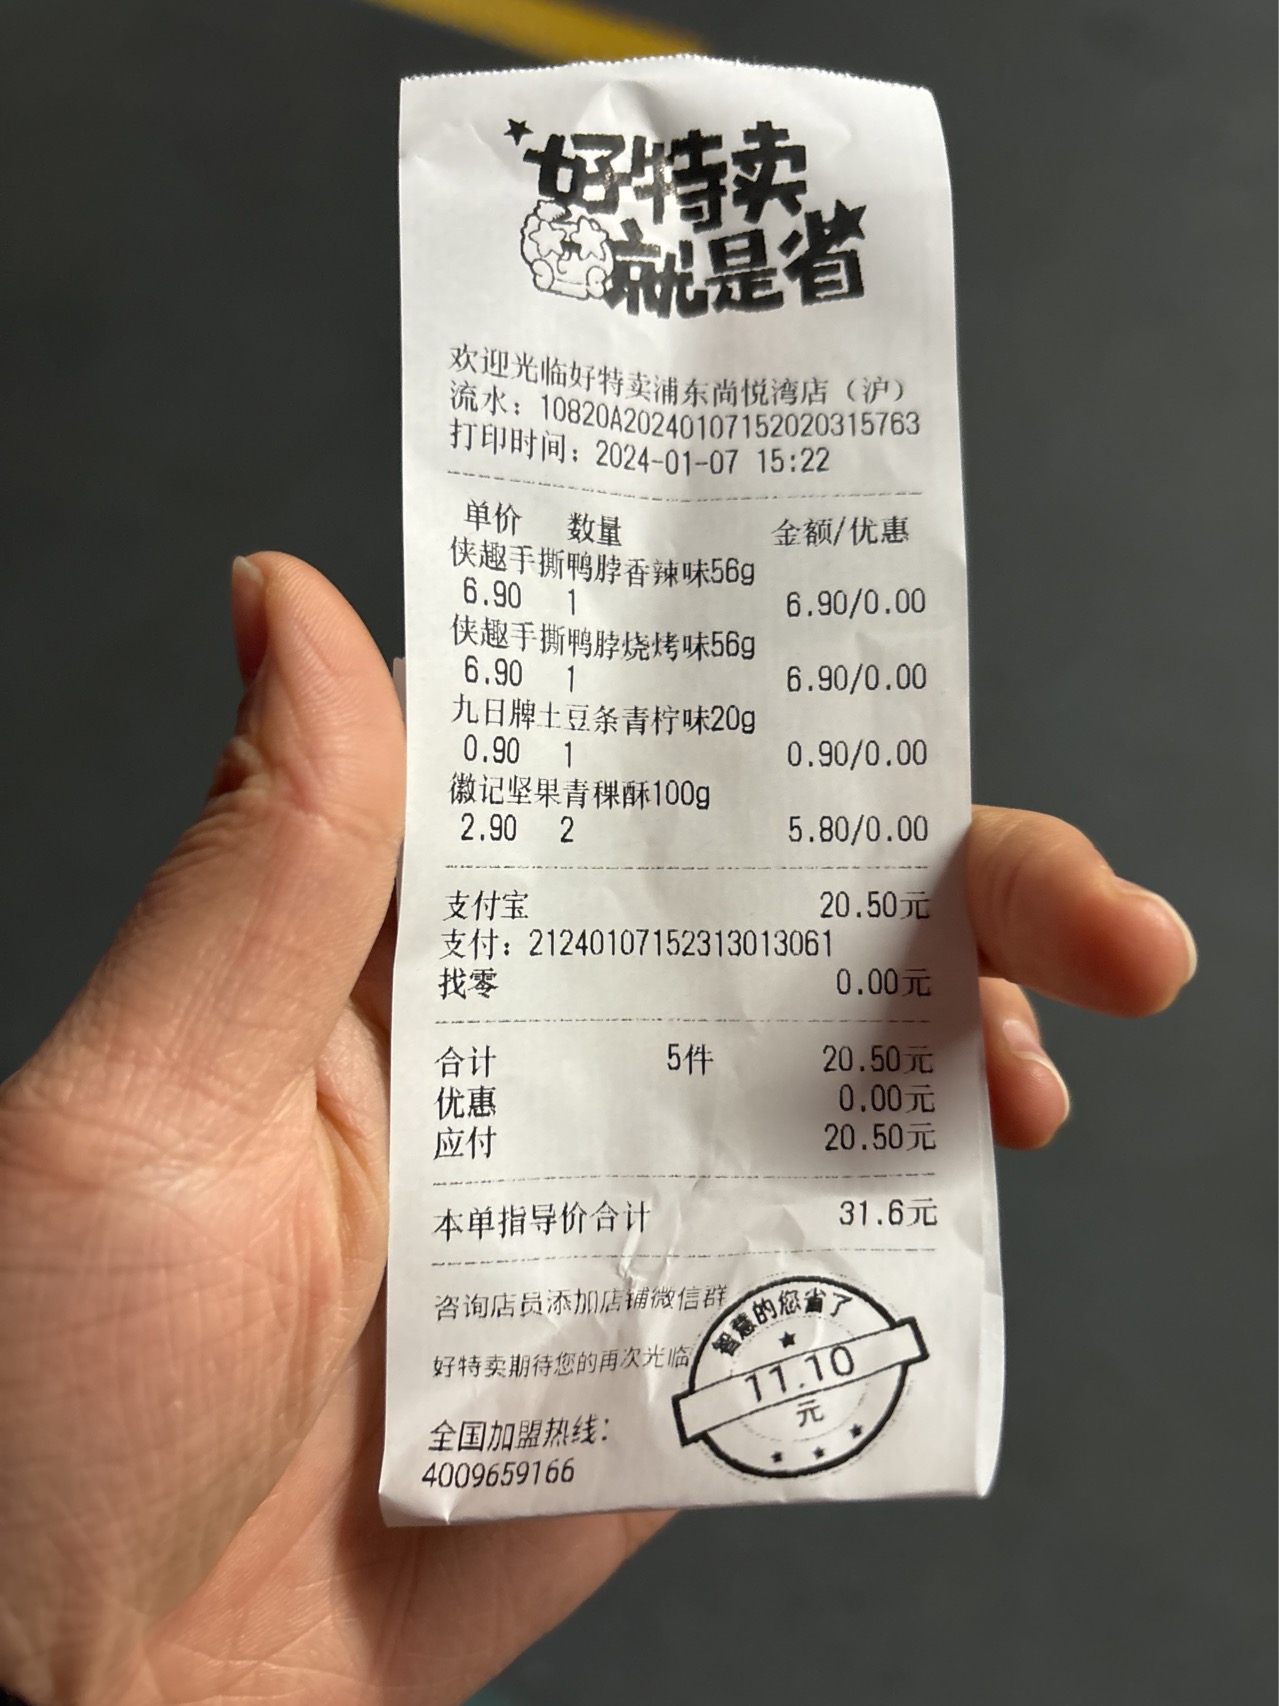 好特卖
就是省
欢迎光临好特卖浦东尚悦湾店（沪）
流水：10820A20240107152020315763
打印时间：2024-01-07 15:22
单价 数量 金额/优惠
侠趣手撕鸭脖香辣味56g
6.90 1 6.90/0.00
侠趣手撕鸭脖烧烤味56g
6.90 1 6.90/0.00
九日牌土豆条青柠味20g
0.90 1 0.90/0.00
徽记坚果青稞酥100g
2.90 2 5.80/0.00
支付宝 20.50元
支付：21240107152313013061
找零 0.00元
合计 5件 20.50元
优惠 0.00元
应付 20.50元
本单指导价合计 31.6元
咨询店员添加店铺微信群
好特卖期待您的再次光临
智慧的您省了
11.10
元
全国加盟热线：
4009659166